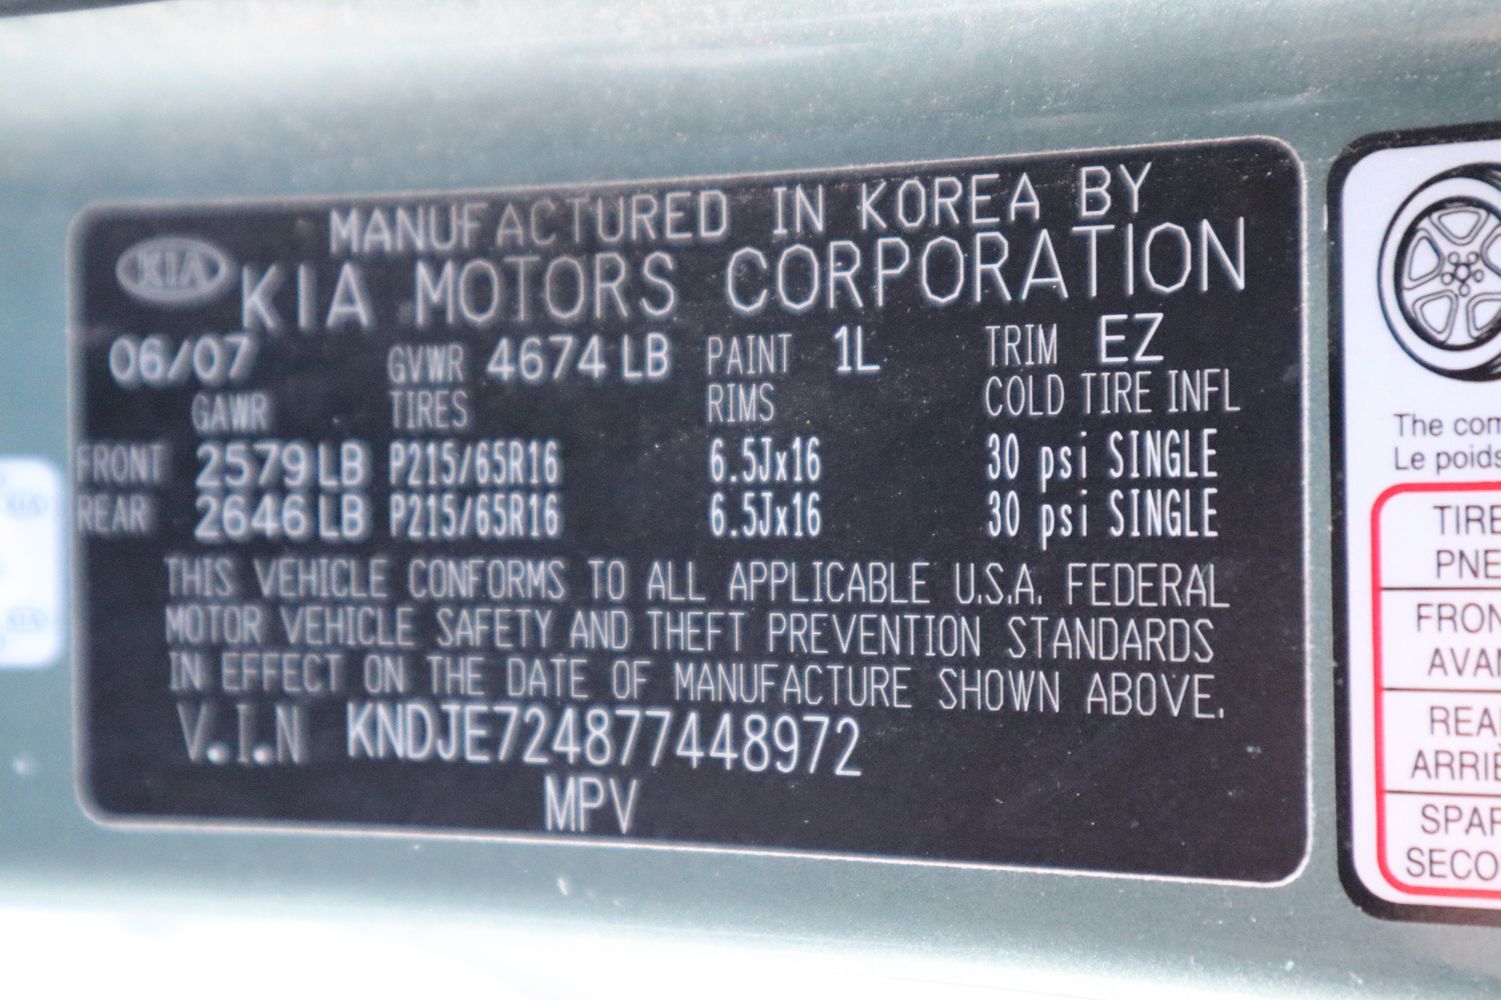 MANUFACTURED IN KOREA BY
KIA KIA MOTORS CORPORATION
06/07 GVWR 4674 LB PAINT 1L TRIM EZ
GAWR TIRES RIMS COLD TIRE INFL
FRONT 2579 LB P215/65R16 6.5Jx16 30 psi SINGLE
REAR 2646 LB P215/65R16 6.5Jx16 30 psi SINGLE
THIS VEHICLE CONFORMS TO ALL APPLICABLE U.S.A. FEDERAL
MOTOR VEHICLE SAFETY AND THEFT PREVENTION STANDARDS
IN EFFECT ON THE DATE OF MANUFACTURE SHOWN ABOVE.
V.I.N KNDJE724877448972
MPV
The com
Le poids
TIRE
PNE
FRON
AVAN
REAR
ARRIÈ
SPAR
SECO